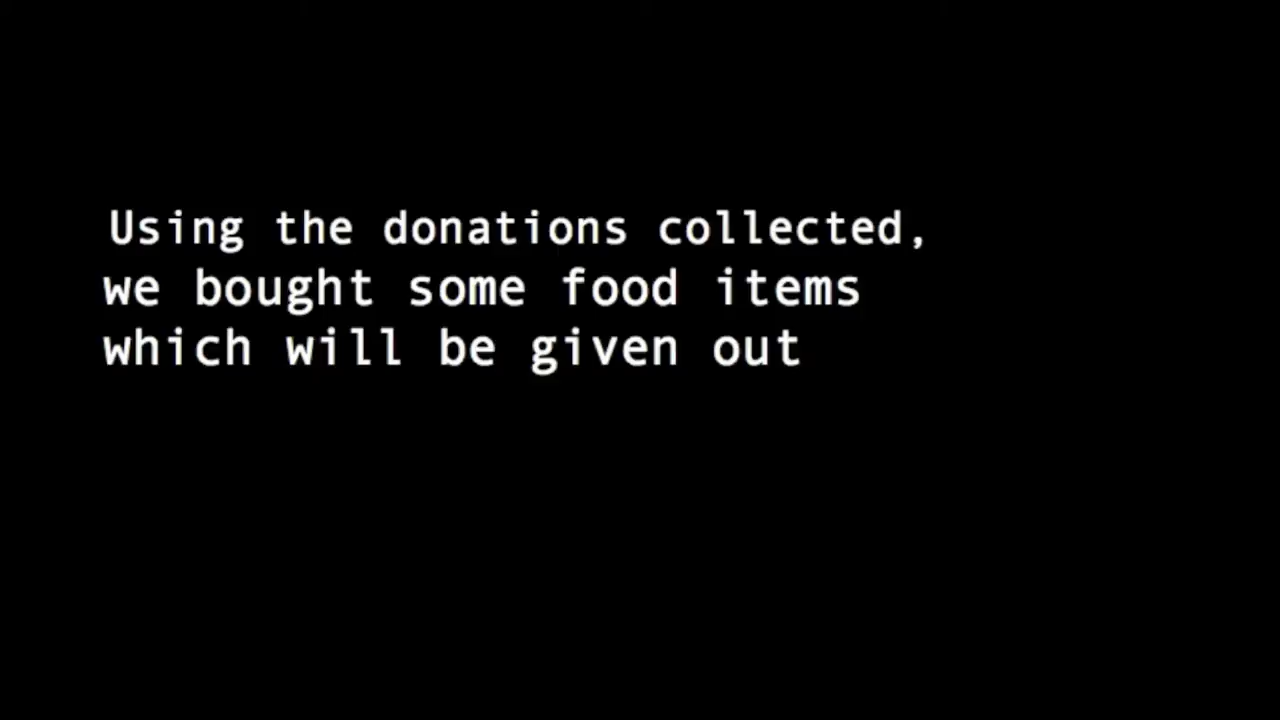 Using the donations collected,
we bought some food items
which will be given out